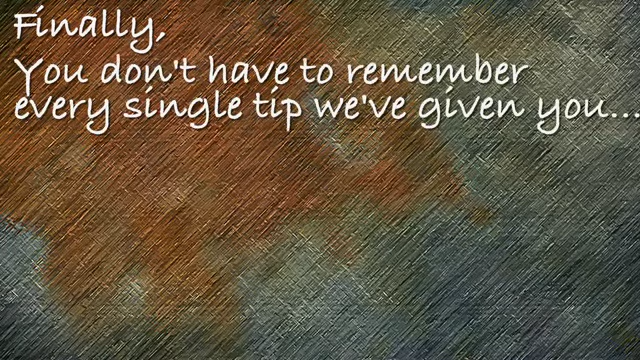 Finally,
You don't have to remember
every single tip we've given you...